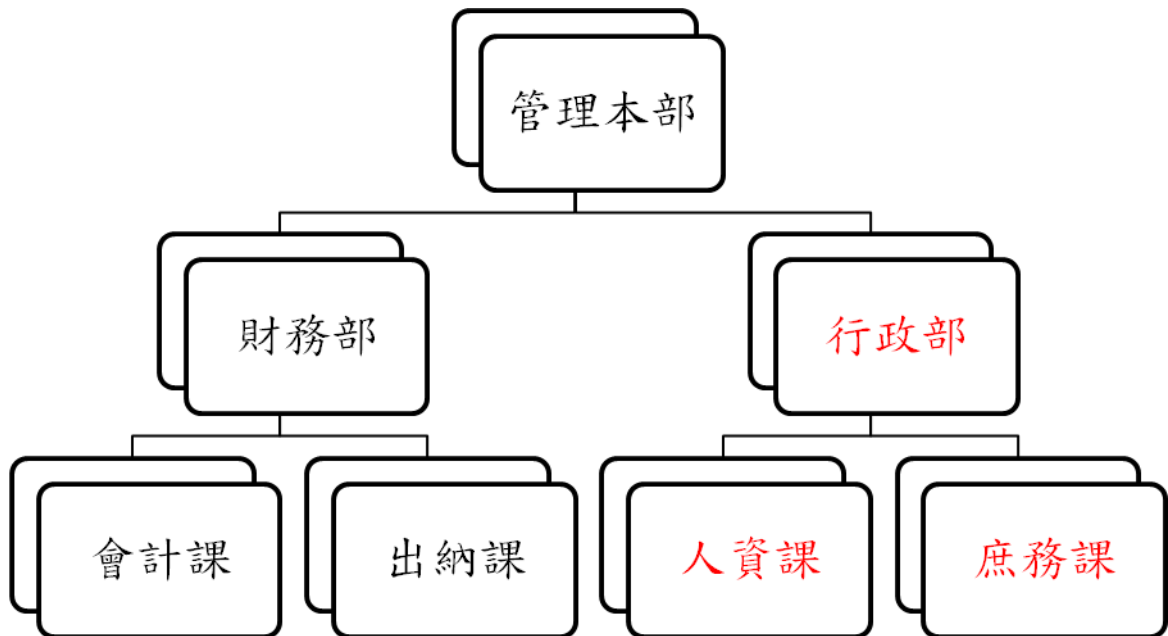 管理本部
財務部
行政部
會計課
出納課
人資課
庶務課